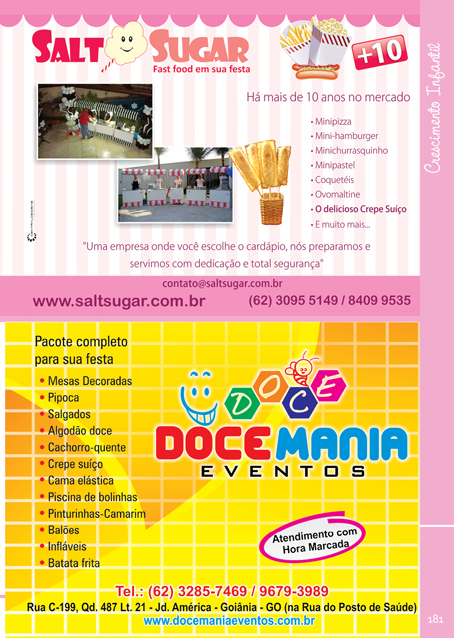 SALT SUGAR
Fast food em sua festa
+10
Há mais de 10 anos no mercado
• Minipizza
• Mini-hamburger
• Minichurrasquinho
• Minipastel
• Coquetéis
• Ovomaltine
• O delicioso Crepe Suíço
• E muito mais...
"Uma empresa onde você escolhe o cardápio, nós preparamos e
servimos com dedicação e total segurança"
contato@saltsugar.com.br
www.saltsugar.com.br
(62) 3095 5149 / 8409 9535
Crescimento Infantil
Pacote completo
para sua festa
• Mesas Decoradas
• Pipoca
• Salgados
• Algodão doce
• Cachorro-quente
• Crepe suíço
• Cama elástica
• Piscina de bolinhas
• Pinturinhas-Camarim
• Balões
• Infláveis
• Batata frita
DOCE
DOCE MANIA
EVENTOS
Atendimento com
Hora Marcada
Tel.: (62) 3285-7469 / 9679-3989
Rua C-199, Qd. 487 Lt. 21 - Jd. América - Goiânia - GO (na Rua do Posto de Saúde)
www.docemaniaeventos.com.br
181